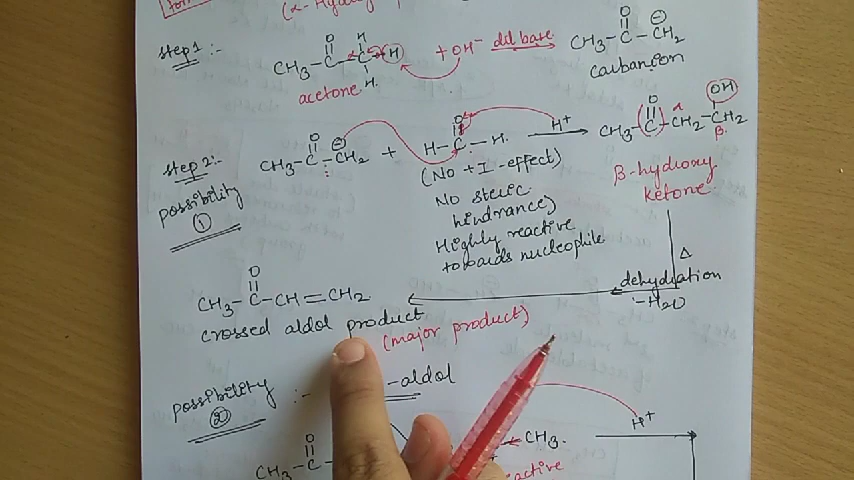 (α-Hydrog
Step 1 :-
CH₃-C(=O)-C(H)(H)-H + OH⁻ dil base → CH₃-C(=O)-CH₂⊖
acetone
Carbanion
Step 2:-
CH₃-C(=O)-CH₂⊖ + H-C(=O)-H H⁺ → CH₃-C(=O)-CH₂-CH₂-OH
α
β
possibility
①
(No +I-effect)
No steric
hindrance)
Highly reactive
towards nucleophile
β-hydroxy
ketone
Δ
dehydration
-H₂O
CH₃-C(=O)-CH=CH₂
crossed aldol product
(major product)
possibility
②
:-
-aldol
CH₃-C(=O)
CH₃.
H⁺
active